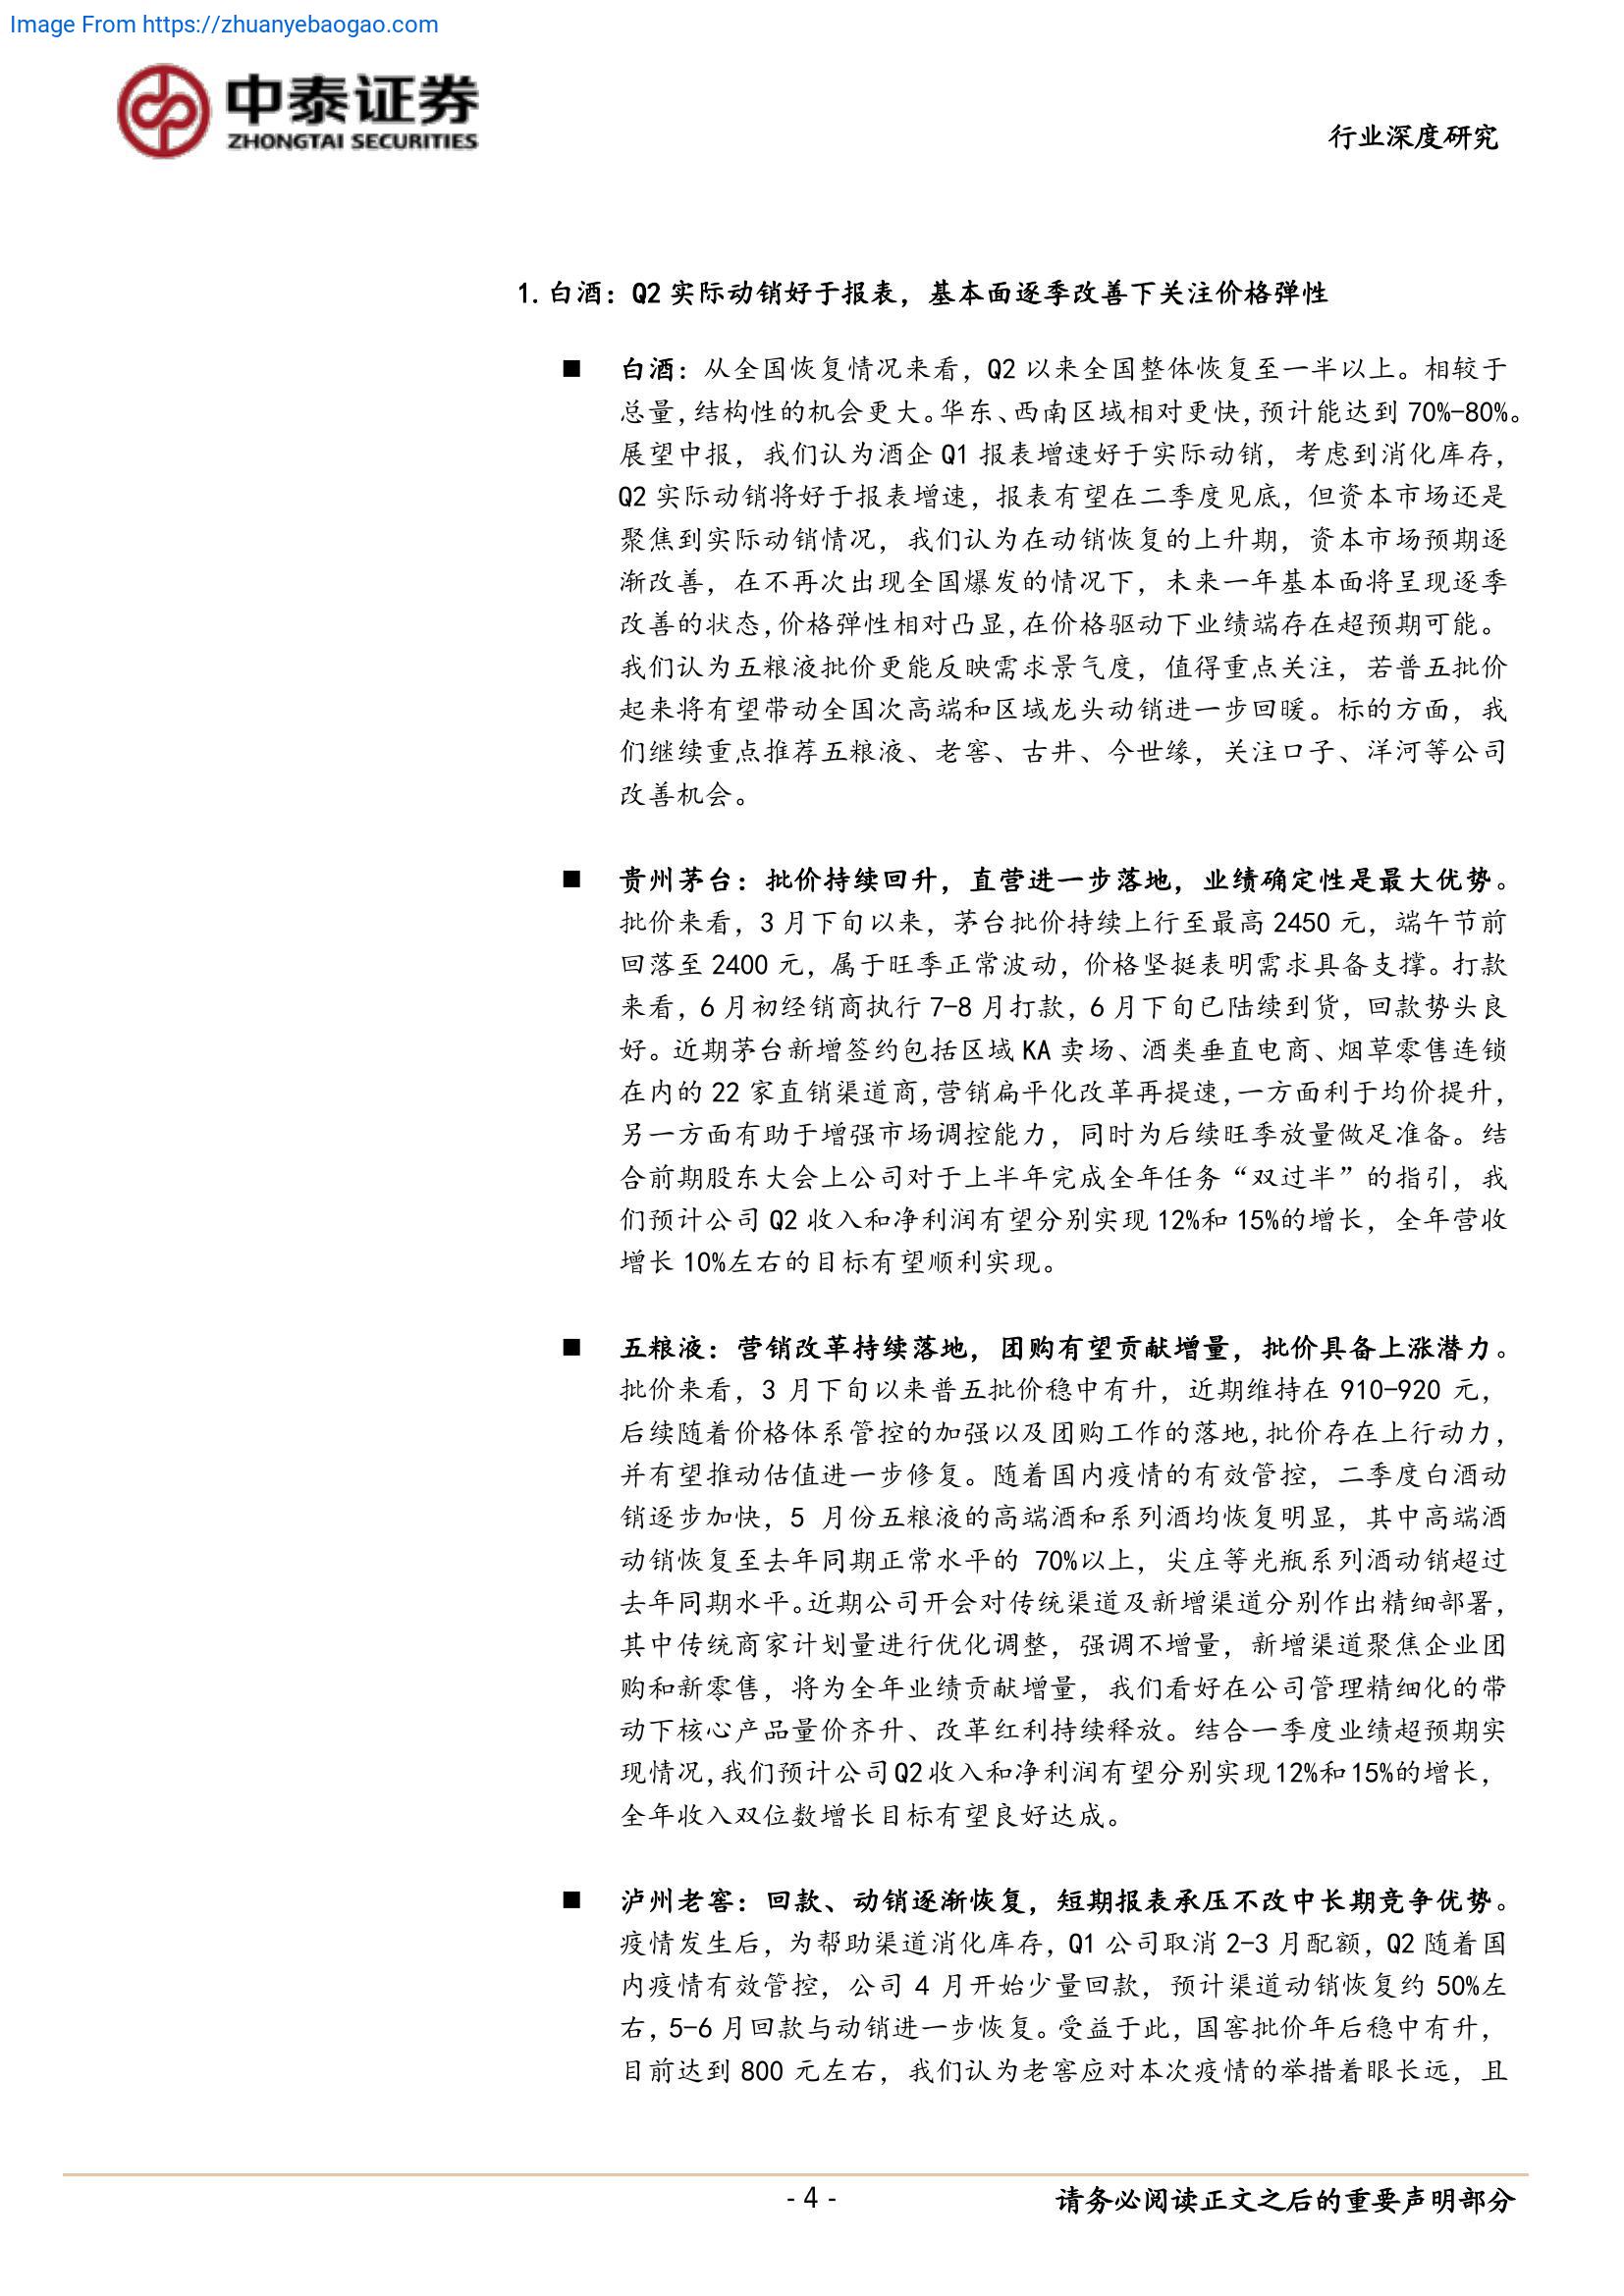 Image From https://zhuanyebaogao.com
中泰证券
ZHONGTAI SECURITIES
行业深度研究
1.白酒：Q2 实际动销好于报表，基本面逐季改善下关注价格弹性
■ 白酒：从全国恢复情况来看，Q2 以来全国整体恢复至一半以上。相较于
总量，结构性的机会更大。华东、西南区域相对更快，预计能达到 70%-80%。
展望中报，我们认为酒企 Q1 报表增速好于实际动销，考虑到消化库存，
Q2 实际动销将好于报表增速，报表有望在二季度见底，但资本市场还是
聚焦到实际动销情况，我们认为在动销恢复的上升期，资本市场预期逐
渐改善，在不再次出现全国爆发的情况下，未来一年基本面将呈现逐季
改善的状态，价格弹性相对凸显，在价格驱动下业绩端存在超预期可能。
我们认为五粮液批价更能反映需求景气度，值得重点关注，若普五批价
起来将有望带动全国次高端和区域龙头动销进一步回暖。标的方面，我
们继续重点推荐五粮液、老窖、古井、今世缘，关注口子、洋河等公司
改善机会。
■ 贵州茅台：批价持续回升，直营进一步落地，业绩确定性是最大优势。
批价来看，3 月下旬以来，茅台批价持续上行至最高 2450 元，端午节前
回落至 2400 元，属于旺季正常波动，价格坚挺表明需求具备支撑。打款
来看，6 月初经销商执行 7-8 月打款，6 月下旬已陆续到货，回款势头良
好。近期茅台新增签约包括区域 KA 卖场、酒类垂直电商、烟草零售连锁
在内的 22 家直销渠道商，营销扁平化改革再提速，一方面利于均价提升，
另一方面有助于增强市场调控能力，同时为后续旺季放量做足准备。结
合前期股东大会上公司对于上半年完成全年任务“双过半”的指引，我
们预计公司 Q2 收入和净利润有望分别实现 12%和 15%的增长，全年营收
增长 10%左右的目标有望顺利实现。
■ 五粮液：营销改革持续落地，团购有望贡献增量，批价具备上涨潜力。
批价来看，3 月下旬以来普五批价稳中有升，近期维持在 910-920 元，
后续随着价格体系管控的加强以及团购工作的落地，批价存在上行动力，
并有望推动估值进一步修复。随着国内疫情的有效管控，二季度白酒动
销逐步加快，5 月份五粮液的高端酒和系列酒均恢复明显，其中高端酒
动销恢复至去年同期正常水平的 70%以上，尖庄等光瓶系列酒动销超过
去年同期水平。近期公司开会对传统渠道及新增渠道分别作出精细部署，
其中传统商家计划量进行优化调整，强调不增量，新增渠道聚焦企业团
购和新零售，将为全年业绩贡献增量，我们看好在公司管理精细化的带
动下核心产品量价齐升、改革红利持续释放。结合一季度业绩超预期实
现情况，我们预计公司 Q2 收入和净利润有望分别实现 12%和 15%的增长，
全年收入双位数增长目标有望良好达成。
■ 泸州老窖：回款、动销逐渐恢复，短期报表承压不改中长期竞争优势。
疫情发生后，为帮助渠道消化库存，Q1 公司取消 2-3 月配额，Q2 随着国
内疫情有效管控，公司 4 月开始少量回款，预计渠道动销恢复约 50%左
右，5-6 月回款与动销进一步恢复。受益于此，国窖批价年后稳中有升，
目前达到 800 元左右，我们认为老窖应对本次疫情的举措着眼长远，且
- 4 -
请务必阅读正文之后的重要声明部分